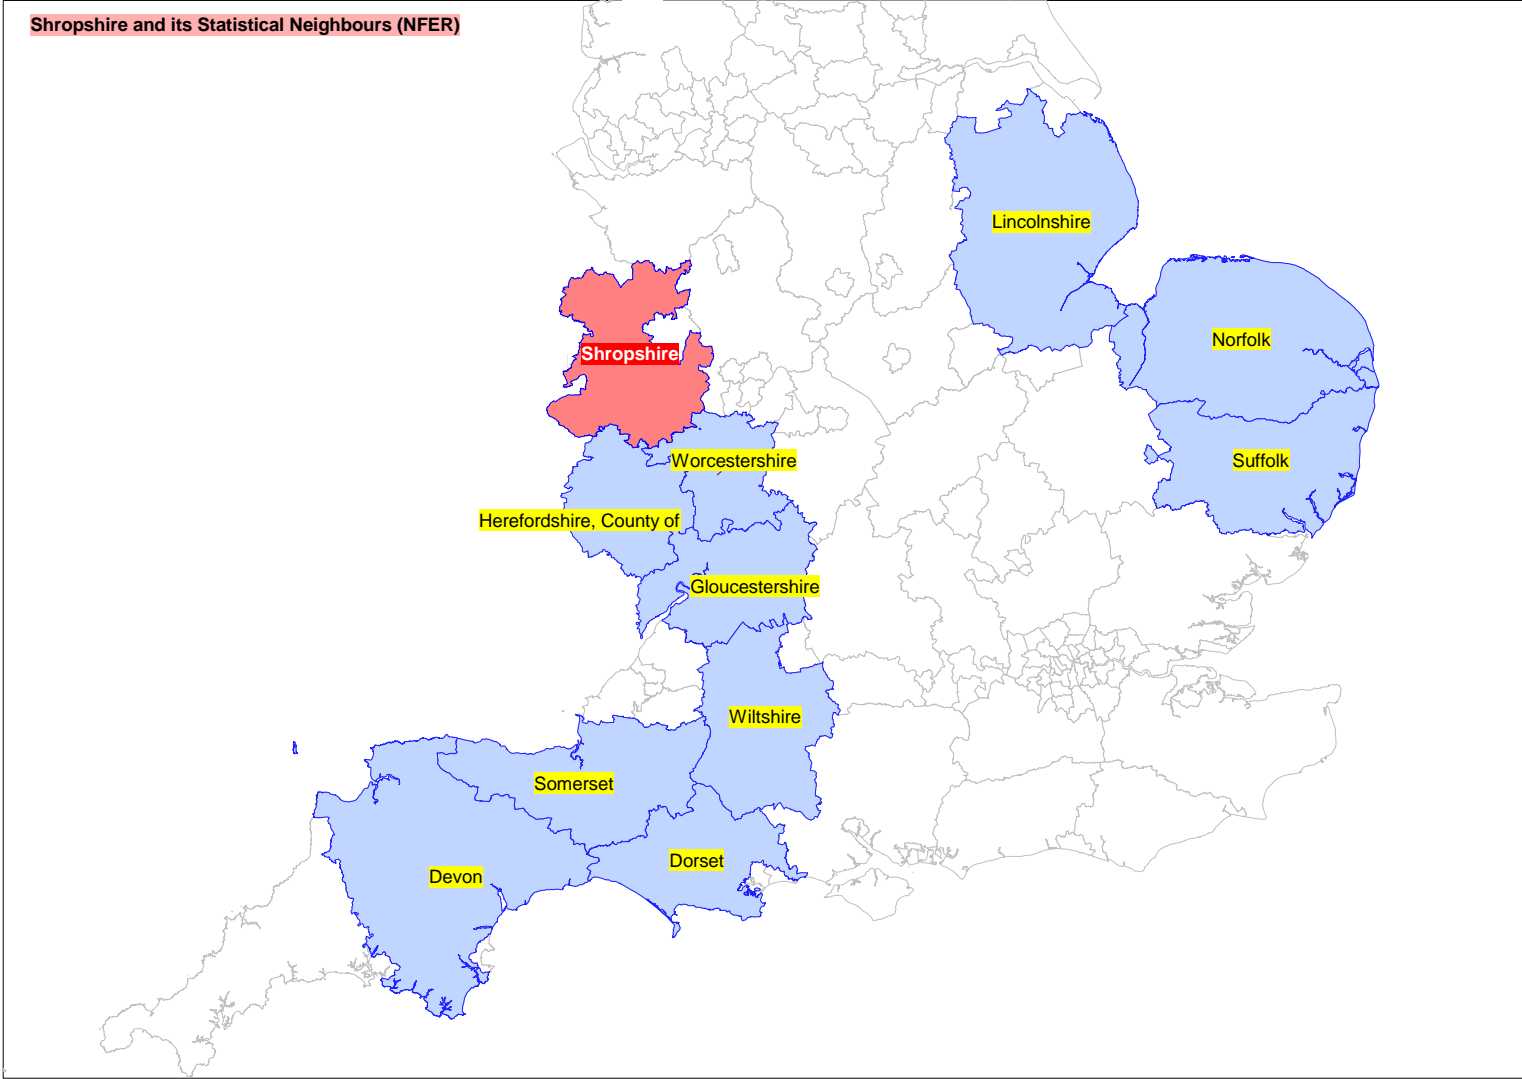 Shropshire and its Statistical Neighbours (NFER)
Lincolnshire
Norfolk
Shropshire
Worcestershire
Suffolk
Herefordshire, County of
Gloucestershire
Wiltshire
Somerset
Dorset
Devon